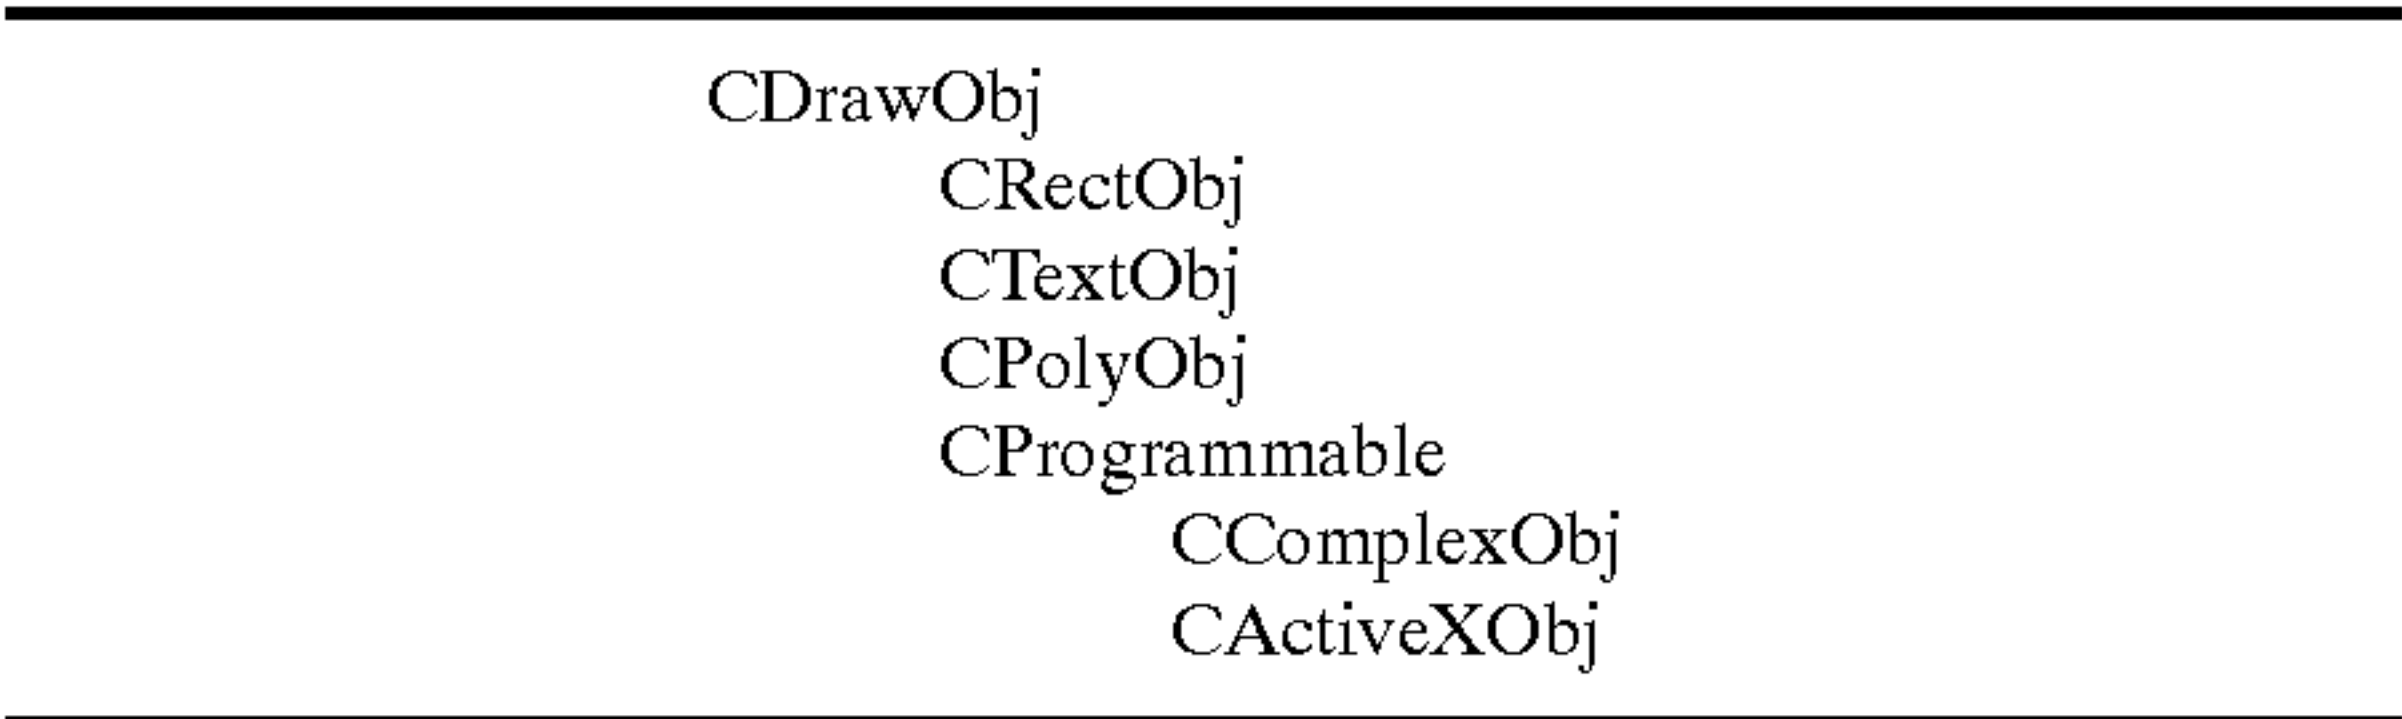 CDrawObj
CRectObj
CTextObj
CPolyObj
CProgrammable
CComplexObj
CActiveXObj